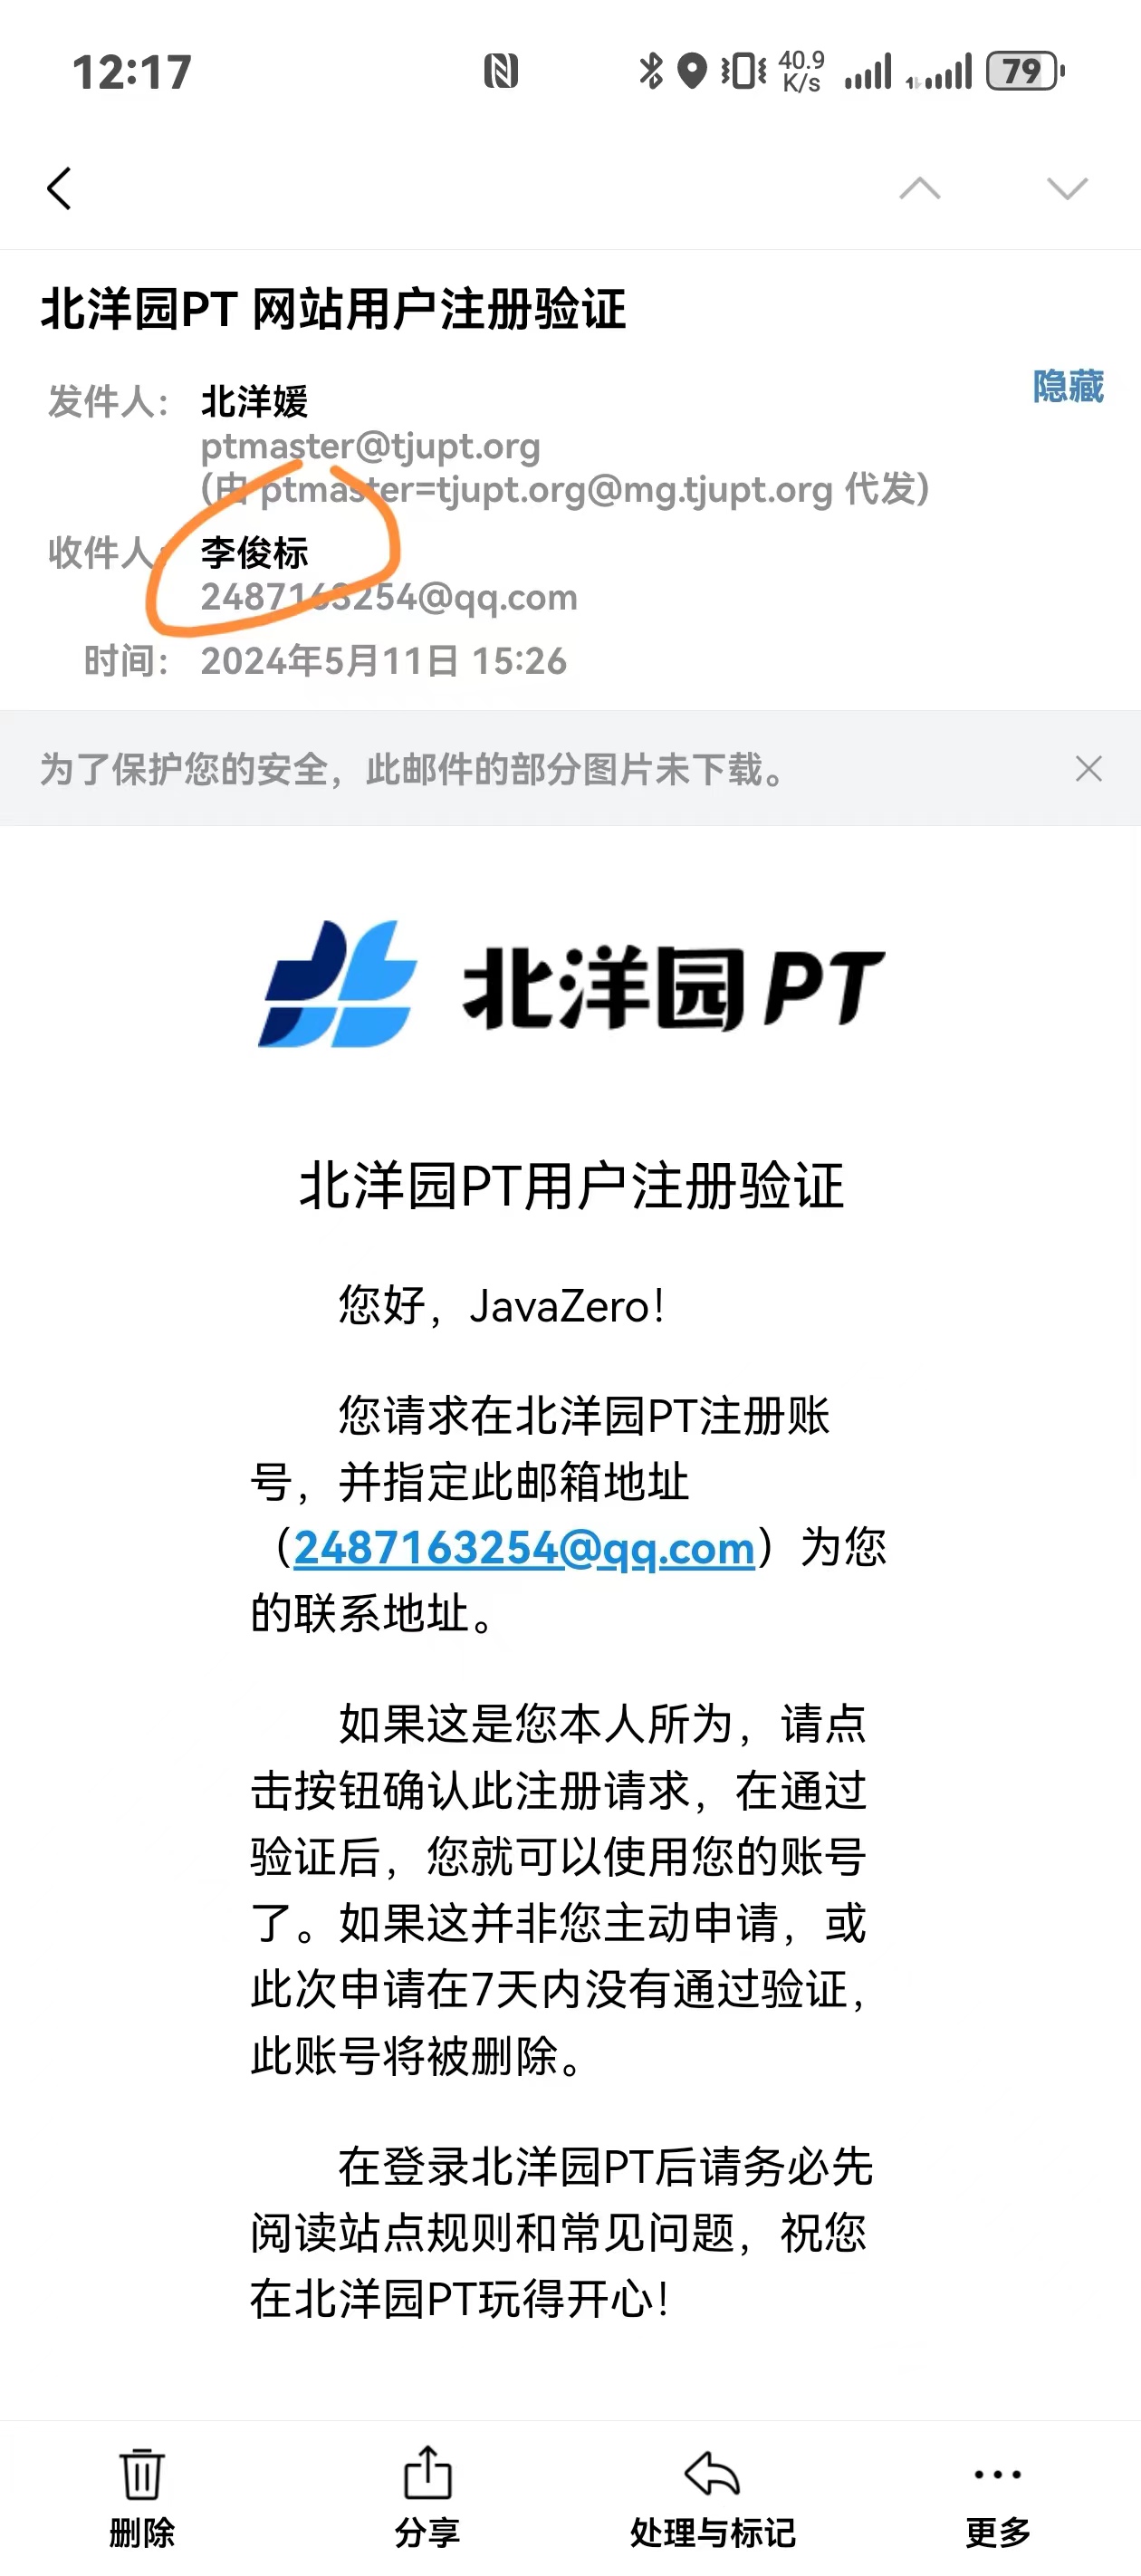 12:17
40.9
K/s
79
北洋园PT 网站用户注册验证
发件人：
北洋媛
隐藏
ptmaster@tjupt.org
(由 ptmaster=tjupt.org@mg.tjupt.org 代发)
收件人：
李俊标
2487163254@qq.com
时间：
2024年5月11日 15:26
为了保护您的安全，此邮件的部分图片未下载。
北洋园PT
北洋园PT用户注册验证
您好，JavaZero！
您请求在北洋园PT注册账
号，并指定此邮箱地址
（2487163254@qq.com）为您
的联系地址。
如果这是您本人所为，请点
击按钮确认此注册请求，在通过
验证后，您就可以使用您的账号
了。如果这并非您主动申请，或
此次申请在7天内没有通过验证，
此账号将被删除。
在登录北洋园PT后请务必先
阅读站点规则和常见问题，祝您
在北洋园PT玩得开心！
删除
分享
处理与标记
更多